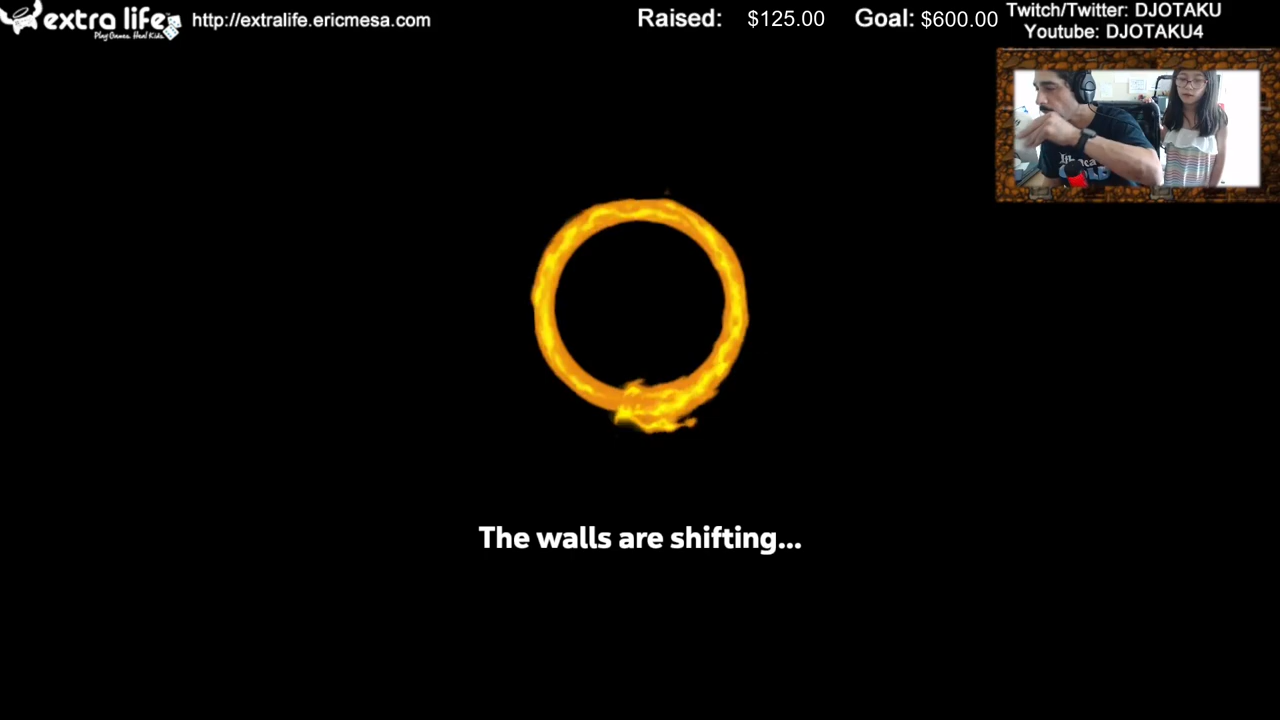 extra life
Play Games. Heal Kids.
http://extralife.ericmesa.com
Raised: $125.00 Goal: $600.00
Twitch/Twitter: DJOTAKU
Youtube: DJOTAKU4
The walls are shifting...